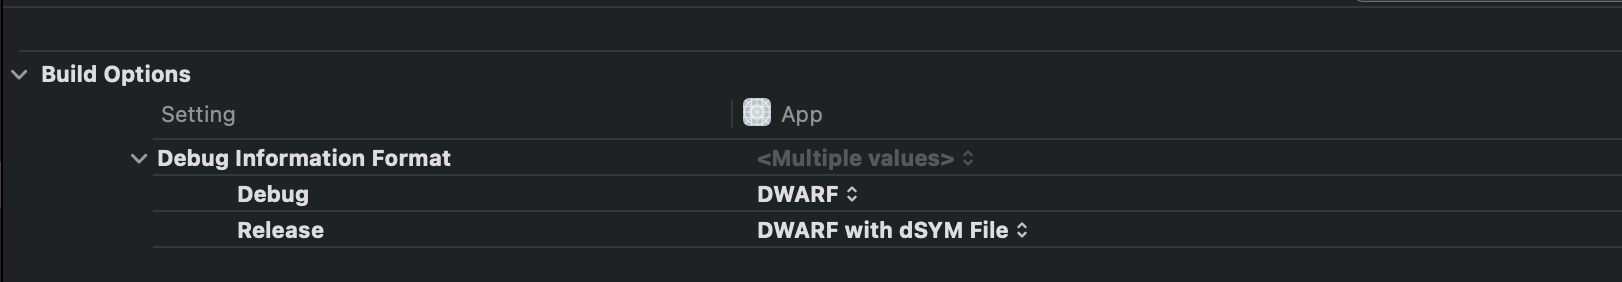 Build Options
Setting App
Debug Information Format <Multiple values>
Debug DWARF
Release DWARF with dSYM File